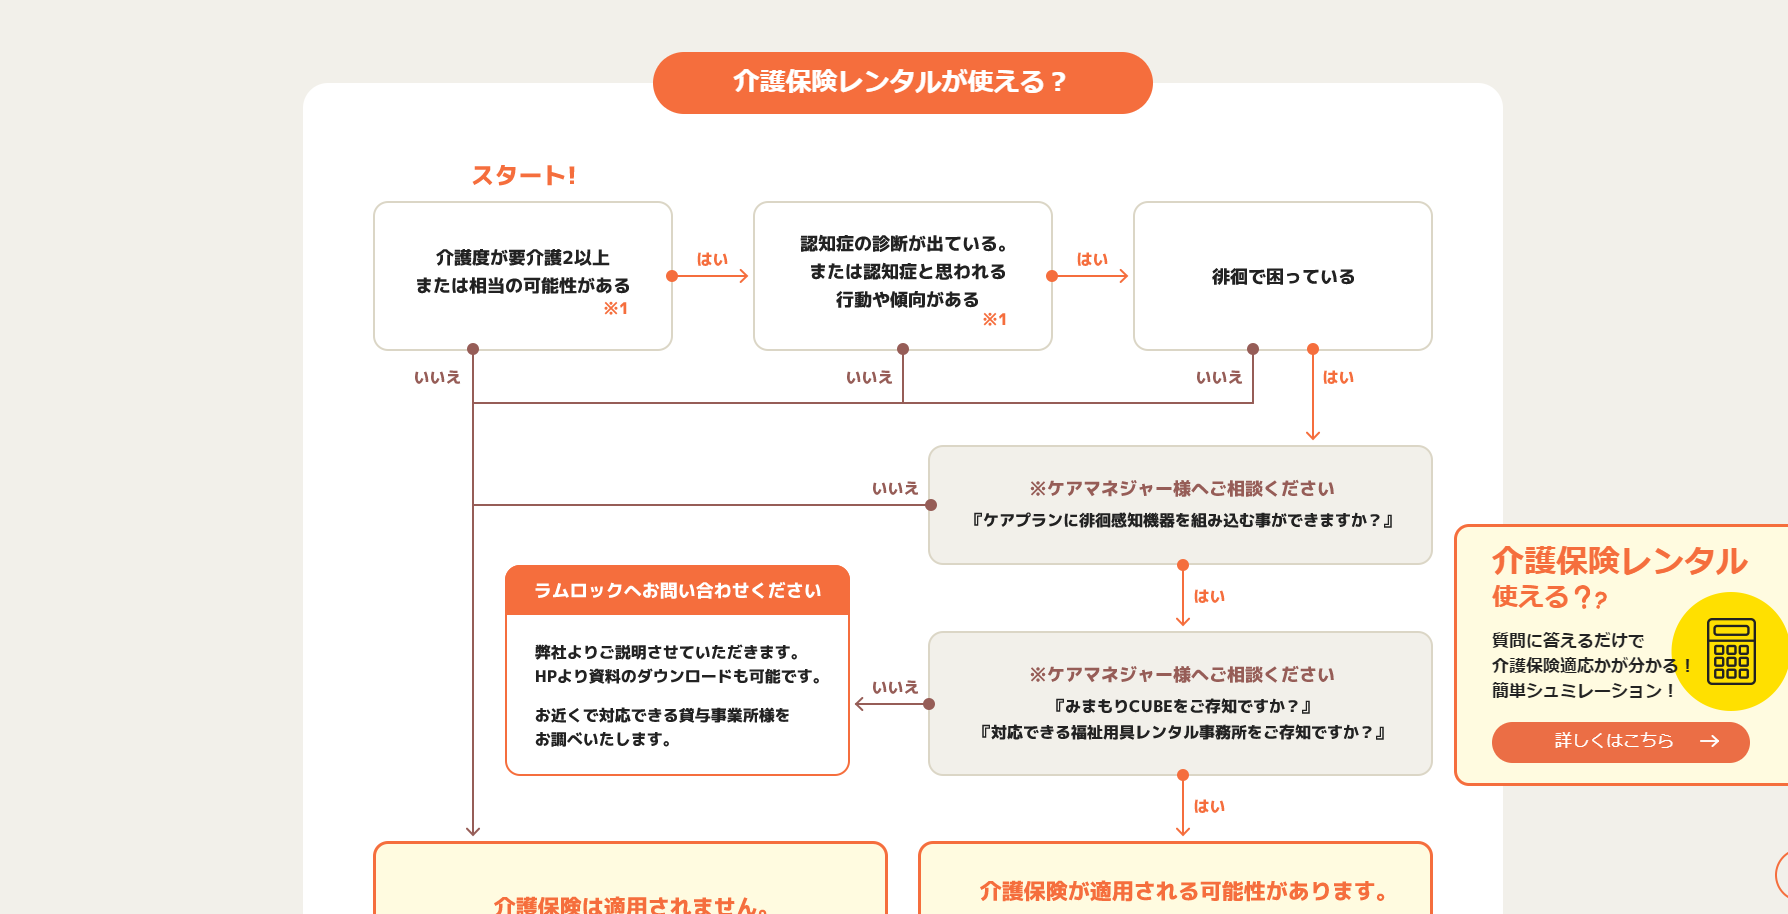 介護保険レンタルが使える？
スタート!
介護度が要介護2以上
または相当の可能性がある
※1
はい
認知症の診断が出ている。
または認知症と思われる
行動や傾向がある
※1
はい
徘徊で困っている
いいえ
いいえ
いいえ
はい
いいえ
※ケアマネジャー様へご相談ください
『ケアプランに徘徊感知機器を組み込む事ができますか？』
はい
ラムロックへお問い合わせください
弊社よりご説明させていただきます。
HPより資料のダウンロードも可能です。
お近くで対応できる貸与事業所様を
お調べいたします。
いいえ
※ケアマネジャー様へご相談ください
『みまもりCUBEをご存知ですか？』
『対応できる福祉用具レンタル事務所をご存知ですか？』
はい
介護保険は適用されません。
介護保険が適用される可能性があります。
介護保険レンタル
使える??
質問に答えるだけで
介護保険適応かが分かる！
簡単シュミレーション！
詳しくはこちら